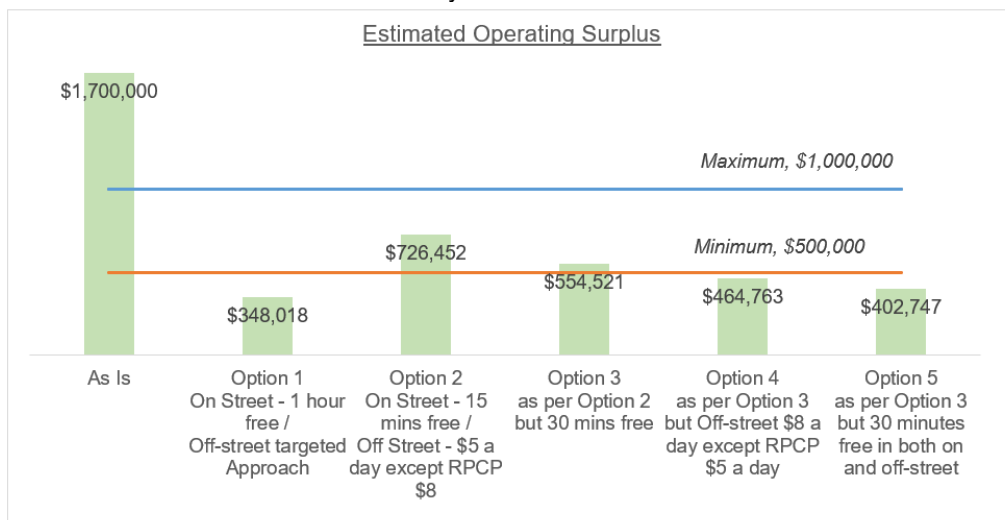 Estimated Operating Surplus
$1,700,000
Maximum, $1,000,000
Minimum, $500,000
$726,452
$554,521
$464,763
$402,747
$348,018
As Is
Option 1
On Street - 1 hour
free /
Off-street targeted
Approach
Option 2
On Street - 15
mins free /
Off Street - $5 a
day except RPCP
$8
Option 3
as per Option 2
but 30 mins free
Option 4
as per Option 3
but Off-street $8 a
day except RPCP
$5 a day
Option 5
as per Option 3
but 30 minutes
free in both on
and off-street